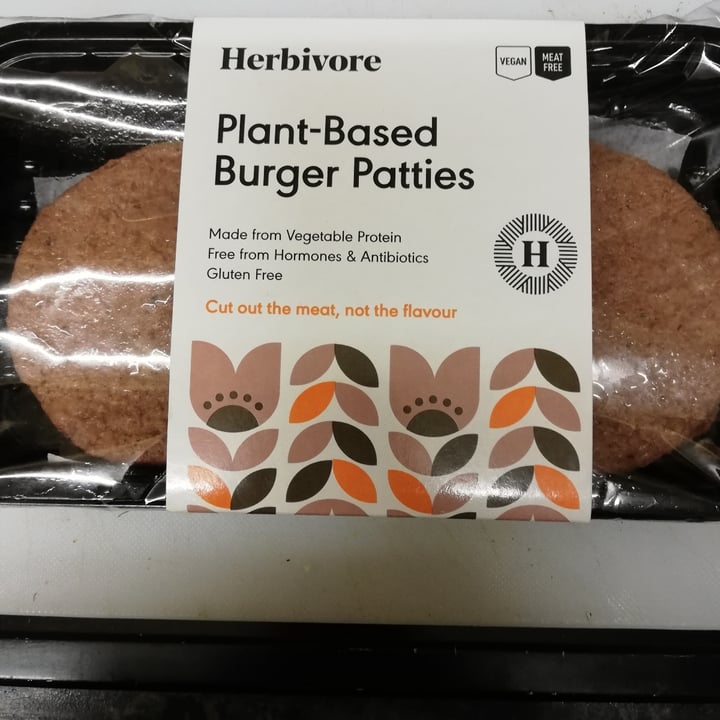 Herbivore
VEGAN
MEAT
FREE
Plant-Based
Burger Patties
Made from Vegetable Protein
Free from Hormones & Antibiotics
Gluten Free
H
Cut out the meat, not the flavour